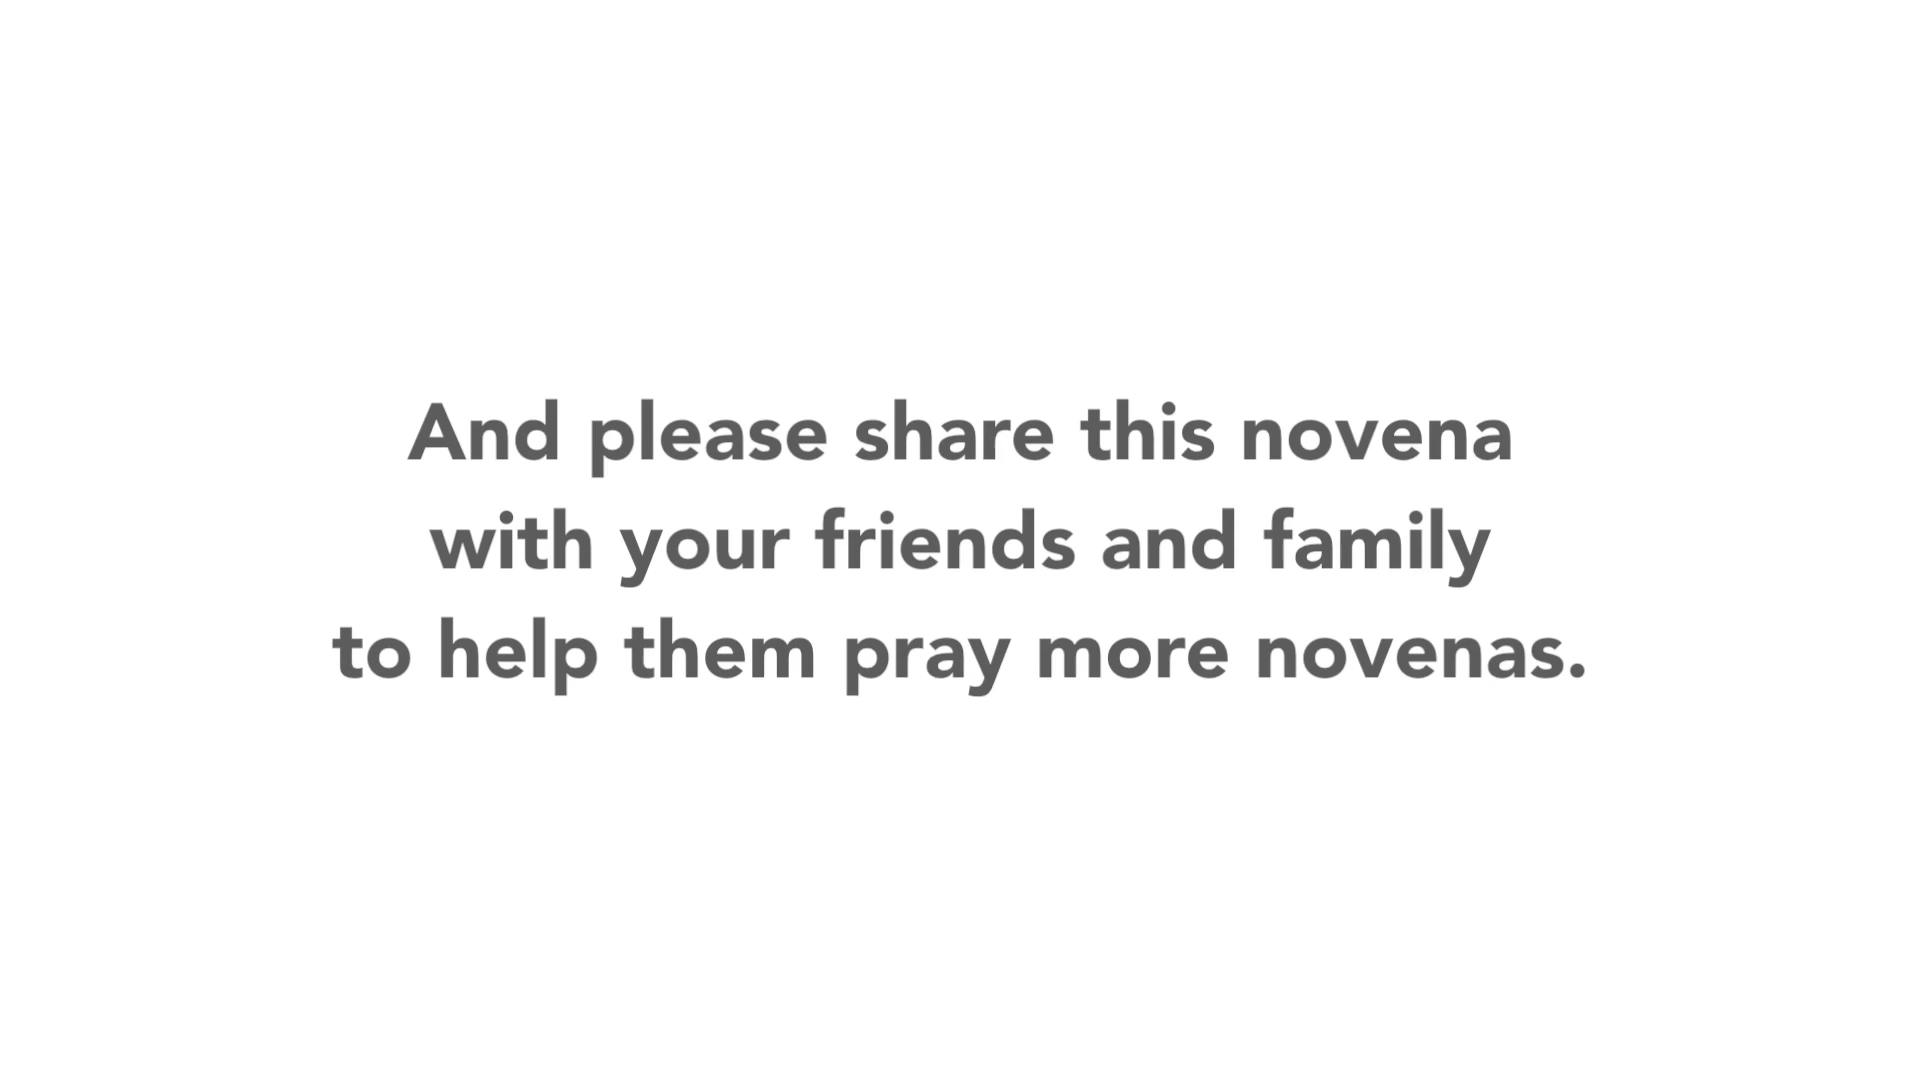 And please share this novena
with your friends and family
to help them pray more novenas.